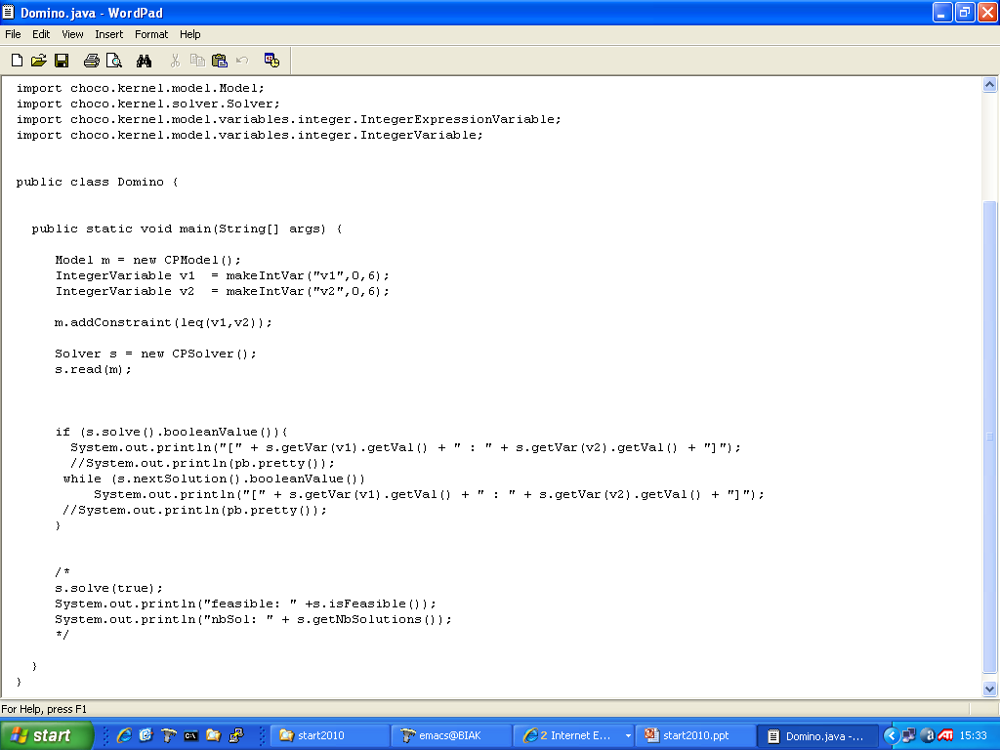 Domino.java - WordPad
File Edit View Insert Format Help
import choco.kernel.model.Model;
import choco.kernel.solver.Solver;
import choco.kernel.model.variables.integer.IntegerExpressionVariable;
import choco.kernel.model.variables.integer.IntegerVariable;
public class Domino {
public static void main(String[] args) {
Model m = new CPModel();
IntegerVariable v1  = makeIntVar("v1",0,6);
IntegerVariable v2  = makeIntVar("v2",0,6);
m.addConstraint(leq(v1,v2));
Solver s = new CPSolver();
s.read(m);
if (s.solve().booleanValue()){
System.out.println("[" + s.getVar(v1).getVal() + " : " + s.getVar(v2).getVal() + "]");
//System.out.println(pb.pretty());
while (s.nextSolution().booleanValue())
System.out.println("[" + s.getVar(v1).getVal() + " : " + s.getVar(v2).getVal() + "]");
//System.out.println(pb.pretty());
}
/*
s.solve(true);
System.out.println("feasible: " +s.isFeasible());
System.out.println("nbSol: " + s.getNbSolutions());
*/
}
}
For Help, press F1
start start2010 emacs@BIAK 2 Internet E... start2010.ppt Domino.java -... 15:33